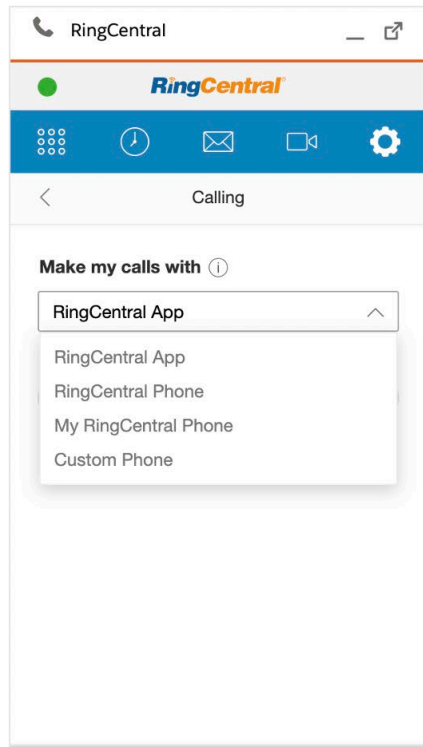 RingCentral
RingCentral®
Calling
Make my calls with
RingCentral App
RingCentral App
RingCentral Phone
My RingCentral Phone
Custom Phone